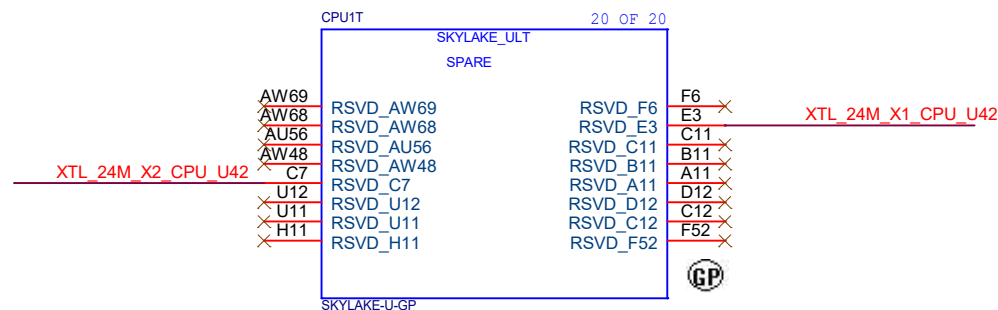 CPU1T 20 OF 20
SKYLAKE_ULT
SPARE
AW69 RSVD_AW69 RSVD_F6 F6
AW68 RSVD_AW68 RSVD_E3 E3 XTL_24M_X1_CPU_U42
AU56 RSVD_AU56 RSVD_C11 C11
AW48 RSVD_AW48 RSVD_B11 B11
XTL_24M_X2_CPU_U42 C7 RSVD_C7 RSVD_A11 A11
U12 RSVD_U12 RSVD_D12 D12
U11 RSVD_U11 RSVD_C12 C12
H11 RSVD_H11 RSVD_F52 F52
GP
SKYLAKE-U-GP